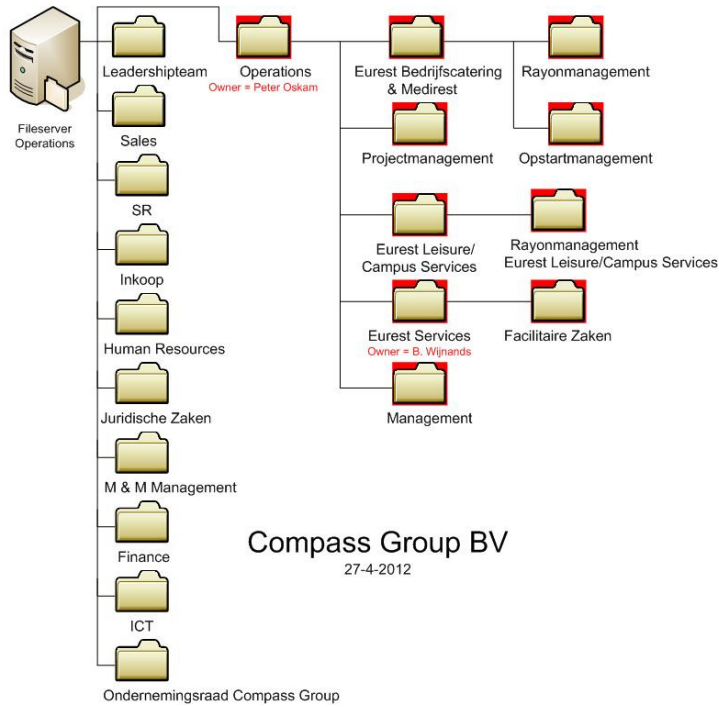 Fileserver
Operations
Leadershipteam
Operations
Owner = Peter Oskam
Eurest Bedrijfscatering
& Medirest
Rayonmanagement
Sales
Projectmanagement
Opstartmanagement
SR
Eurest Leisure/
Campus Services
Rayonmanagement
Eurest Leisure/Campus Services
Inkoop
Eurest Services
Owner = B. Wijnands
Facilitaire Zaken
Human Resources
Juridische Zaken
Management
M & M Management
Finance
Compass Group BV
27-4-2012
ICT
Ondernemingsraad Compass Group